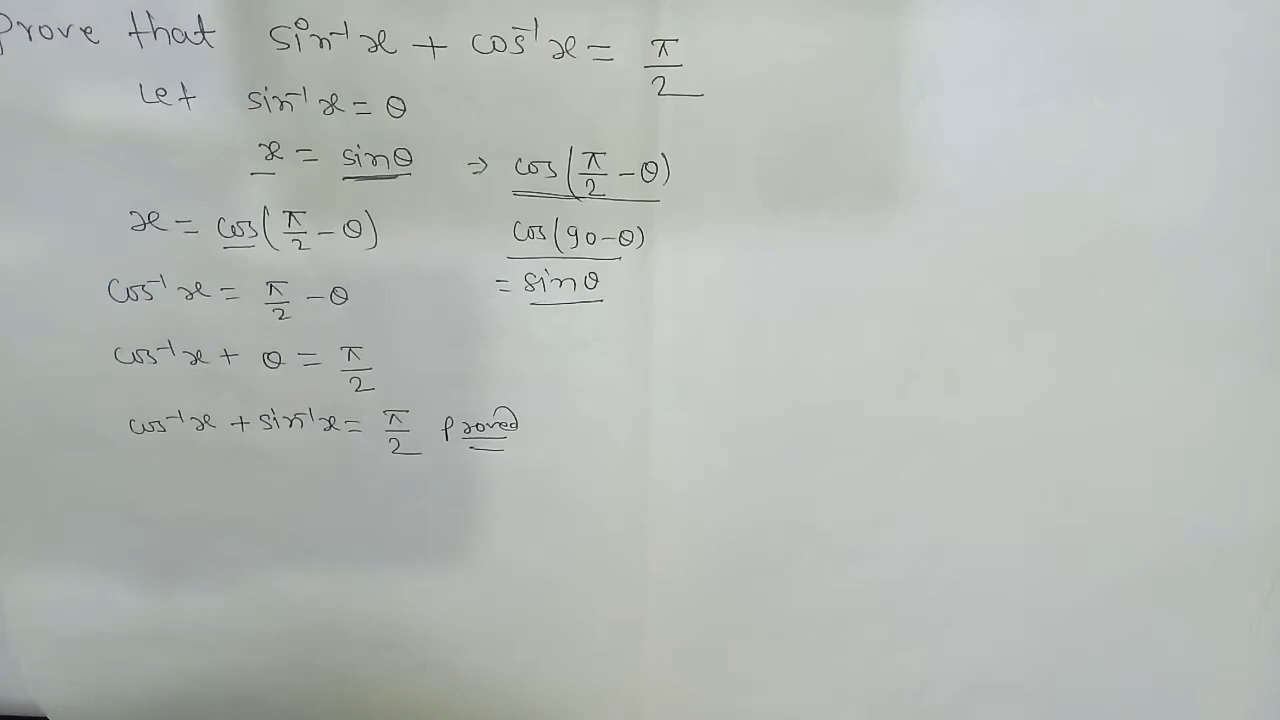 Prove that sin⁻¹x + cos⁻¹x = π/2
Let sin⁻¹x = θ
x = sinθ ⇒ cos(π/2 - θ)
x = cos(π/2 - θ) cos(90-θ)
cos⁻¹x = π/2 - θ = sinθ
cos⁻¹x + θ = π/2
cos⁻¹x + sin⁻¹x = π/2 proved